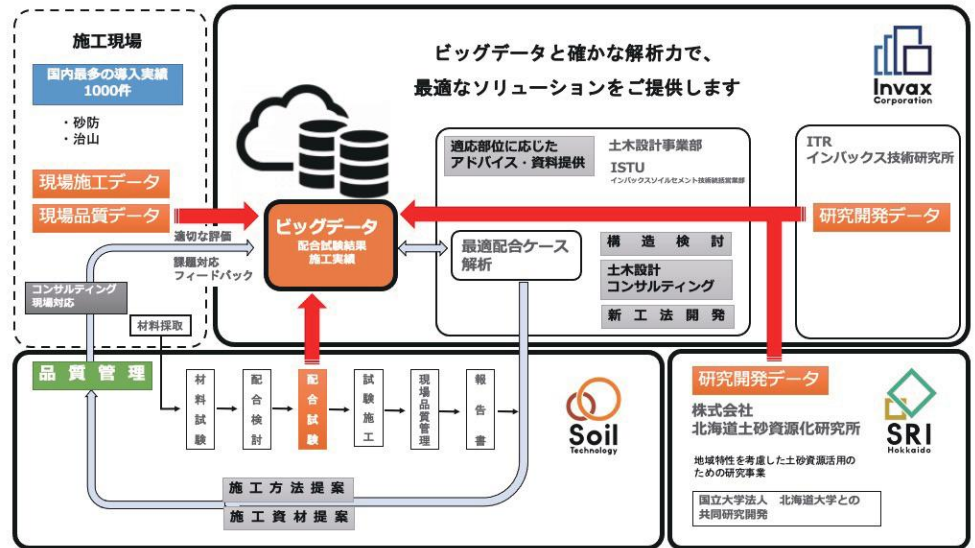 施工現場
国内最多の導入実績
1000件
・砂防
・治山
現場施工データ
現場品質データ
適切な評価
課題対応
フィードバック
コンサルティング
現場対応
材料採取
ビッグデータと確かな解析力で、
最適なソリューションをご提供します
Invax
Corporation
ビッグデータ
配合試験結果
施工実績
適応部位に応じた
アドバイス・資料提供
土木設計事業部
ISTU
インバックスソイルセメント技術統括営業部
最適配合ケース
解析
構造検討
土木設計
コンサルティング
新工法開発
ITR
インバックス技術研究所
研究開発データ
品質管理
材料試験
配合検討
配合試験
試験施工
現場品質管理
報告書
Soil
Technology
施工方法提案
施工資材提案
研究開発データ
株式会社
北海道土砂資源化研究所
SRI
Hokkaido
地域特性を考慮した土砂資源活用の
ための研究事業
国立大学法人　北海道大学との
共同研究開発